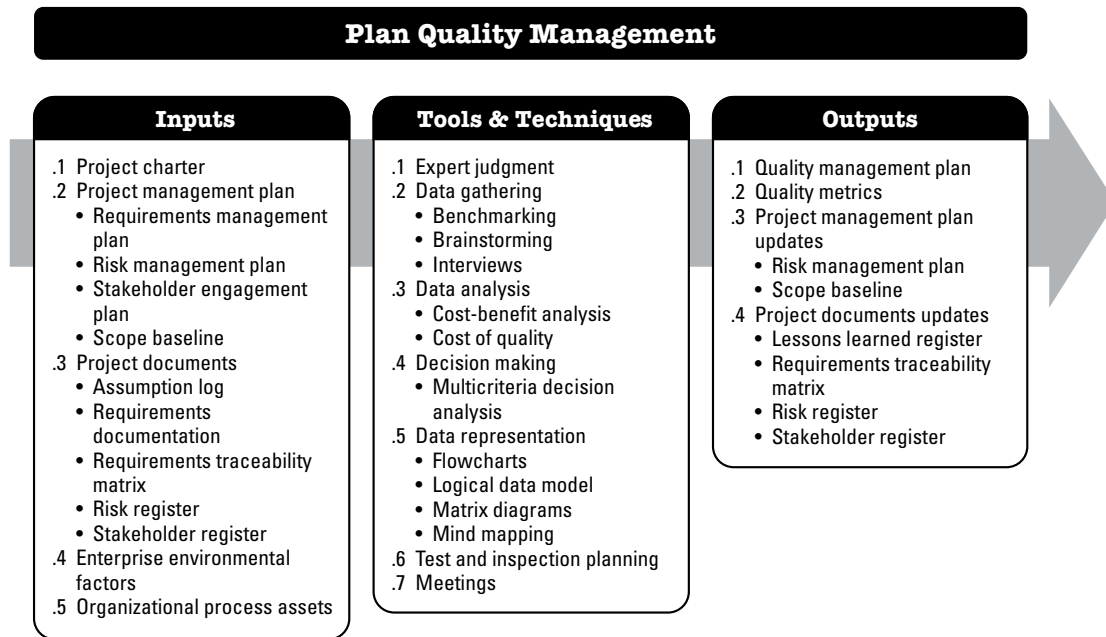 Plan Quality Management
Inputs
.1 Project charter
.2 Project management plan
• Requirements management
plan
• Risk management plan
• Stakeholder engagement
plan
• Scope baseline
.3 Project documents
• Assumption log
• Requirements
documentation
• Requirements traceability
matrix
• Risk register
• Stakeholder register
.4 Enterprise environmental
factors
.5 Organizational process assets
Tools & Techniques
.1 Expert judgment
.2 Data gathering
• Benchmarking
• Brainstorming
• Interviews
.3 Data analysis
• Cost-benefit analysis
• Cost of quality
.4 Decision making
• Multicriteria decision
analysis
.5 Data representation
• Flowcharts
• Logical data model
• Matrix diagrams
• Mind mapping
.6 Test and inspection planning
.7 Meetings
Outputs
.1 Quality management plan
.2 Quality metrics
.3 Project management plan
updates
• Risk management plan
• Scope baseline
.4 Project documents updates
• Lessons learned register
• Requirements traceability
matrix
• Risk register
• Stakeholder register